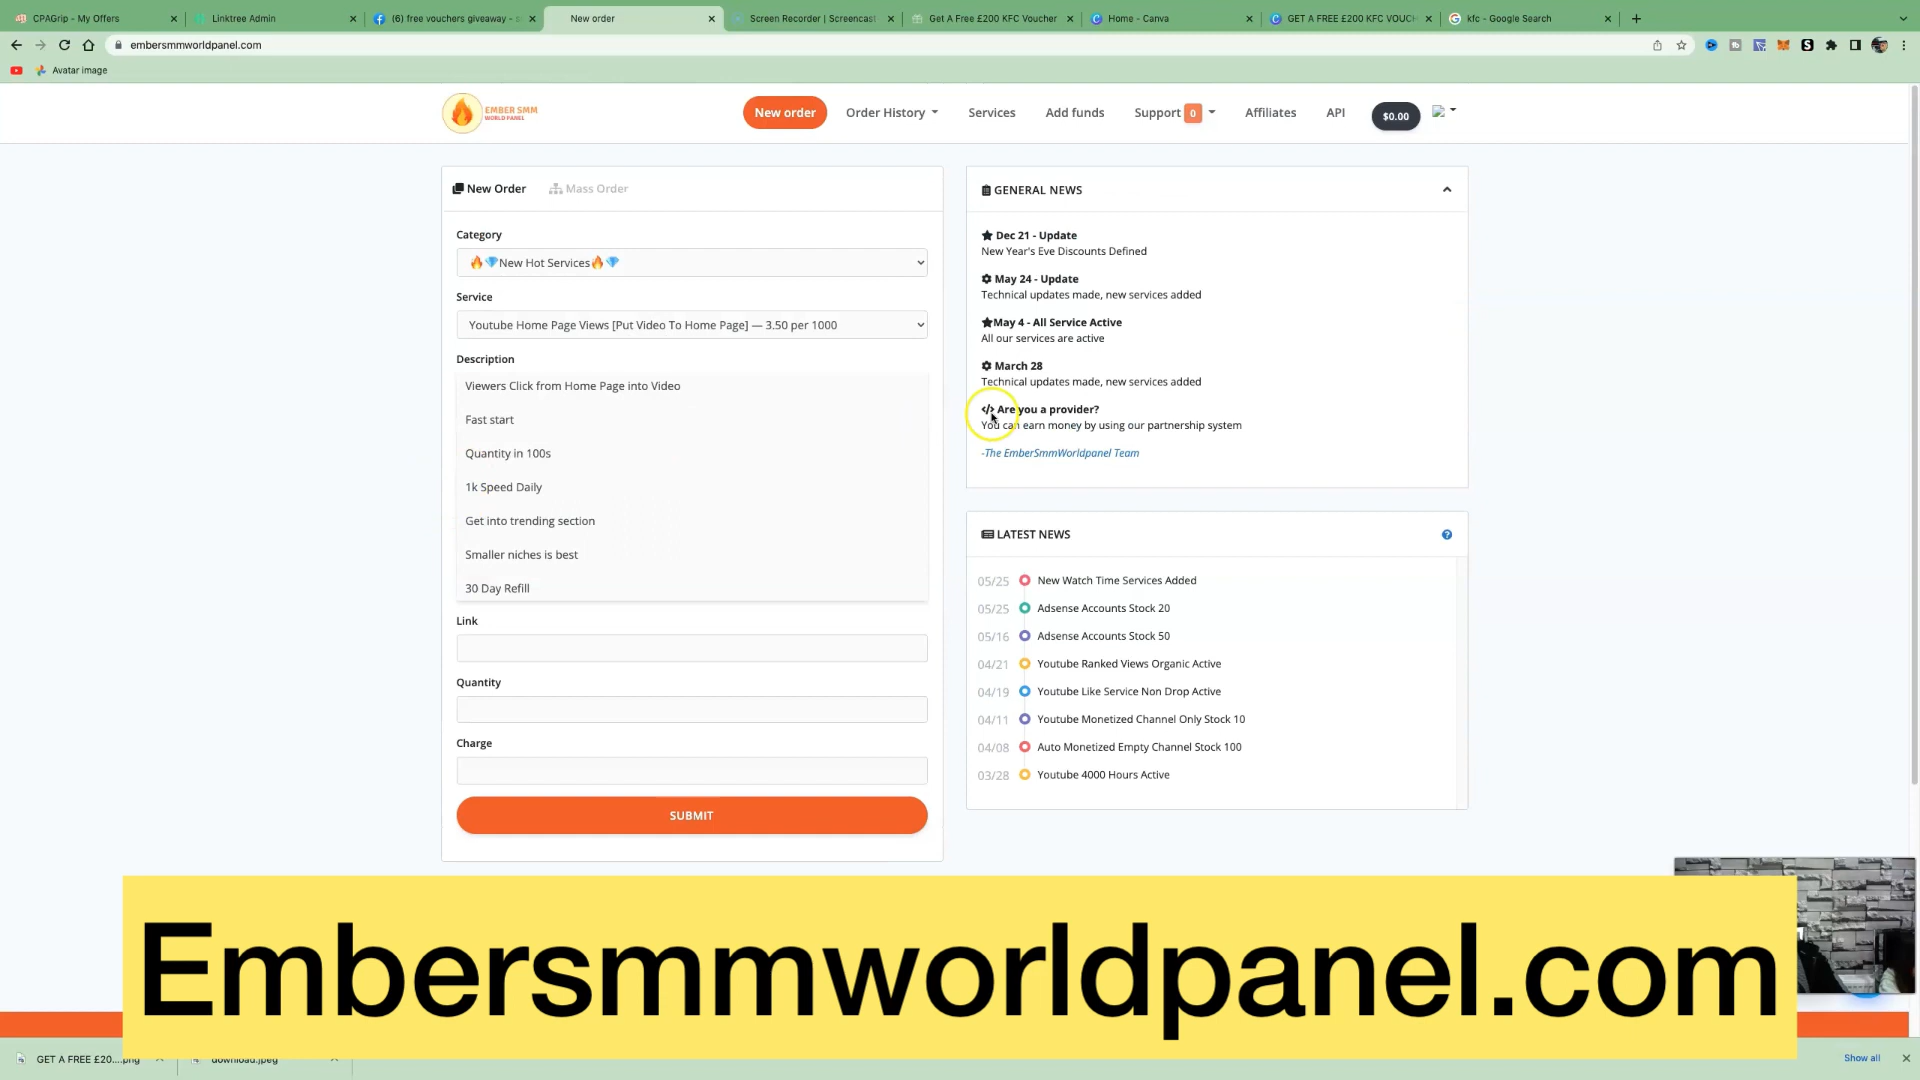 CPAGrip - My Offers
Linktree Admin
(6) free vouchers giveaway - s
New order
Screen Recorder | Screencast
Get A Free £200 KFC Voucher
Home - Canva
GET A FREE £200 KFC VOUCH
kfc - Google Search
embersmmworldpanel.com
Avatar image
EMBER SMM
WORLD PANEL
New order
Order History
Services
Add funds
Support 0
Affiliates
API
$0.00
New Order
Mass Order
Category
🔥💎New Hot Services🔥💎
Service
Youtube Home Page Views [Put Video To Home Page] — 3.50 per 1000
Description
Viewers Click from Home Page into Video
Fast start
Quantity in 100s
1k Speed Daily
Get into trending section
Smaller niches is best
30 Day Refill
Link
Quantity
Charge
SUBMIT
GENERAL NEWS
Dec 21 - Update
New Year's Eve Discounts Defined
May 24 - Update
Technical updates made, new services added
May 4 - All Service Active
All our services are active
March 28
Technical updates made, new services added
</> Are you a provider?
You can earn money by using our partnership system
-The EmberSmmWorldpanel Team
LATEST NEWS
05/25 New Watch Time Services Added
05/25 Adsense Accounts Stock 20
05/16 Adsense Accounts Stock 50
04/21 Youtube Ranked Views Organic Active
04/19 Youtube Like Service Non Drop Active
04/11 Youtube Monetized Channel Only Stock 10
04/08 Auto Monetized Empty Channel Stock 100
03/28 Youtube 4000 Hours Active
Embersmmworldpanel.com
GET A FREE £20....png
download.jpeg
Show all